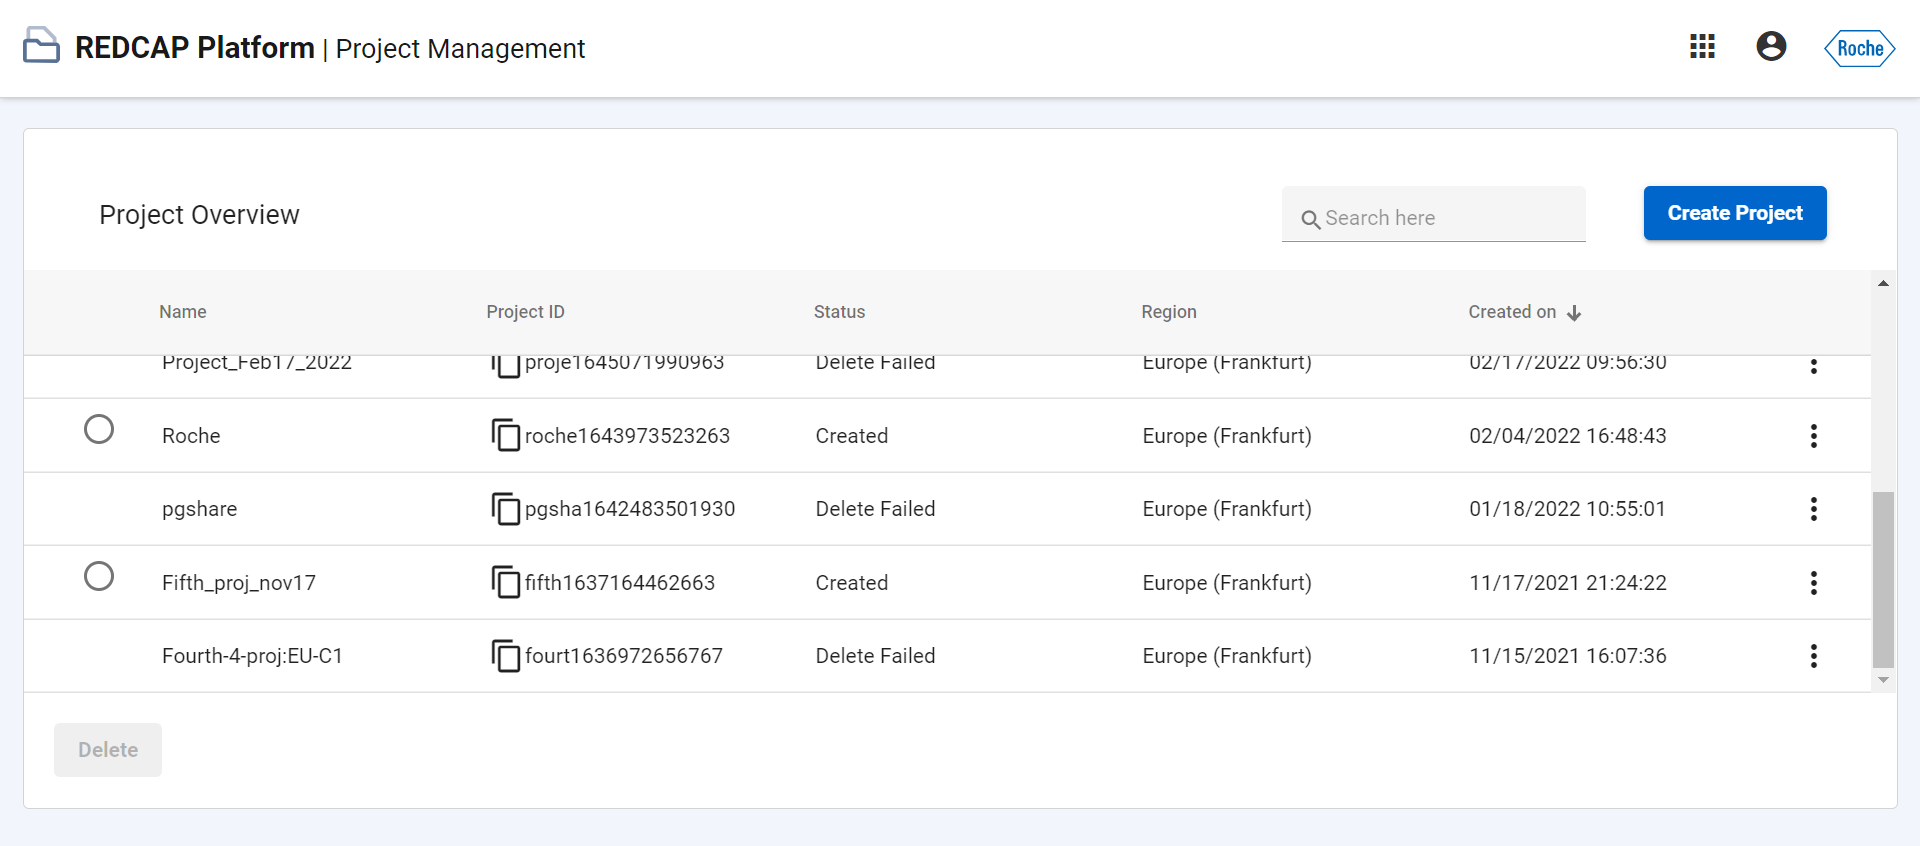 REDCAP Platform | Project Management
Roche
Project Overview
Search here
Create Project
Name Project ID Status Region Created on
Project_Feb17_2022 proje1645071990963 Delete Failed Europe (Frankfurt) 02/17/2022 09:56:30
Roche roche1643973523263 Created Europe (Frankfurt) 02/04/2022 16:48:43
pgshare pgsha1642483501930 Delete Failed Europe (Frankfurt) 01/18/2022 10:55:01
Fifth_proj_nov17 fifth1637164462663 Created Europe (Frankfurt) 11/17/2021 21:24:22
Fourth-4-proj:EU-C1 fourt1636972656767 Delete Failed Europe (Frankfurt) 11/15/2021 16:07:36
Delete